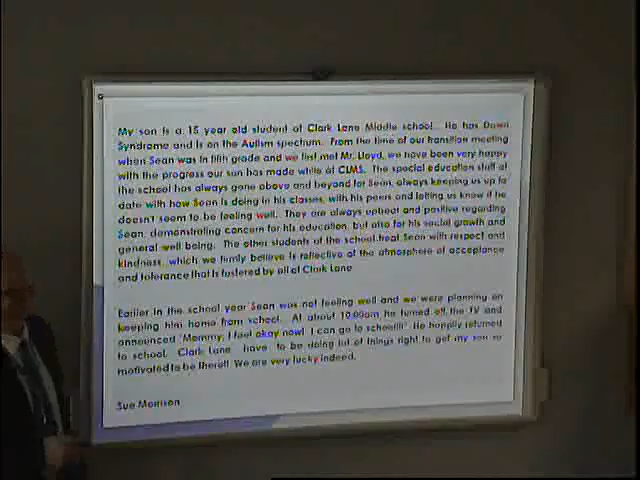 My son is a 15 year old student at Clark Lane Middle school. He has Down
Syndrome and is on the Autism spectrum. From the time of our transition meeting
when Sean was in fifth grade and we first met Mr. Lloyd, we have been very happy
with the progress our sun has made while at CLMS. The special education staff at
the school has always gone above and beyond for Sean, always keeping us up to
date with how Sean is doing in his classes, with his peers and letting us know if he
doesn't seem to be feeling well. They are always upbeat and positive regarding
Sean, demonstrating concern for his education, but also for his social growth and
general well being. The other students at the school treat Sean with respect and
kindness, which we firmly believe is reflective of the atmosphere of acceptance
and tolerance that is fostered by all at Clark Lane
Earlier in the school year Sean was not feeling well and we were planning on
keeping him home from school. At about 10:00am he turned off the TV and
announced "Mommy, I feel okay now! I can go to school!!" He happily returned
to school. Clark Lane have to be doing lot of things right to get my son so
motivated to be there!! We are very lucky indeed.
Sue Morrison